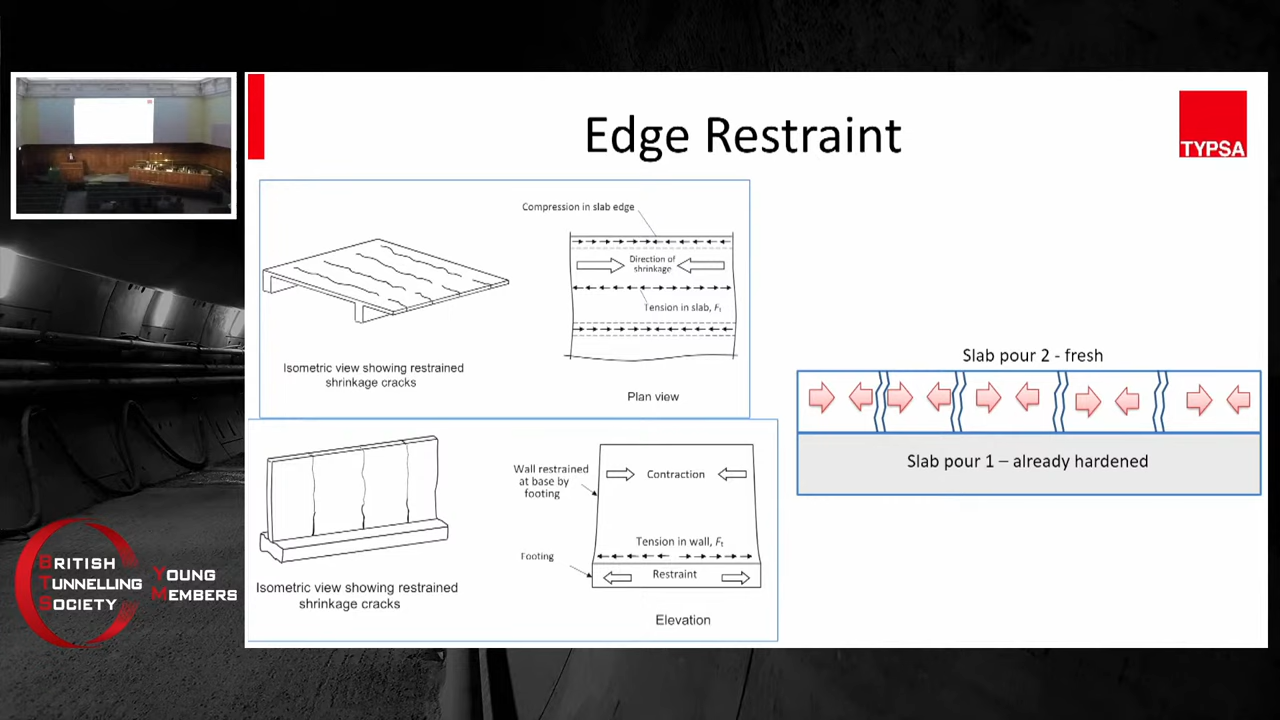 Edge Restraint
TYPSA
Compression in slab edge
Direction of
shrinkage
Tension in slab, Ft
Isometric view showing restrained
shrinkage cracks
Plan view
Slab pour 2 - fresh
Slab pour 1 – already hardened
Wall restrained
at base by
footing
Contraction
Tension in wall, Ft
Footing
Restraint
Isometric view showing restrained
shrinkage cracks
Elevation
BRITISH
TUNNELLING
SOCIETY
YOUNG
MEMBERS